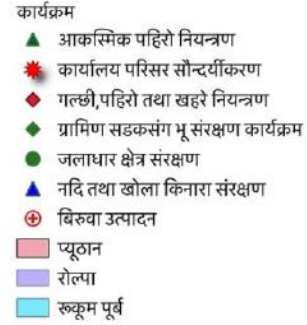 कार्यक्रम
आकस्मिक पहिरो नियन्त्रण
कार्यालय परिसर सौन्दर्यीकरण
गल्छी,पहिरो तथा खहरे नियन्त्रण
ग्रामिण सडकसंग भू संरक्षण कार्यक्रम
जलाधार क्षेत्र संरक्षण
नदि तथा खोला किनारा संरक्षण
बिरुवा उत्पादन
प्यूठान
रोल्पा
रूकूम पूर्ब